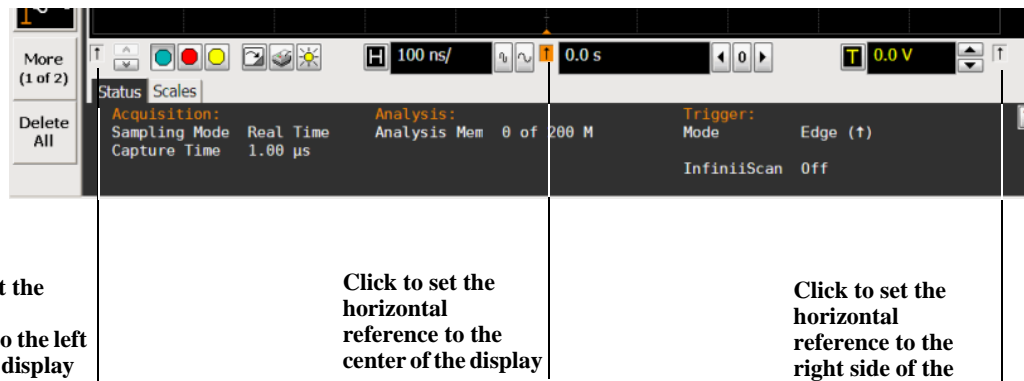 More
(1 of 2)
H 100 ns/ 0.0 s 0 T 0.0 V
Status Scales
Delete
All
Acquisition:
Sampling Mode Real Time
Capture Time 1.00 µs
Analysis:
Analysis Mem 0 of 200 M
Trigger:
Mode Edge (↑)
InfiniiScan Off
t the
o the left
display
Click to set the
horizontal
reference to the
center of the display
Click to set the
horizontal
reference to the
right side of the